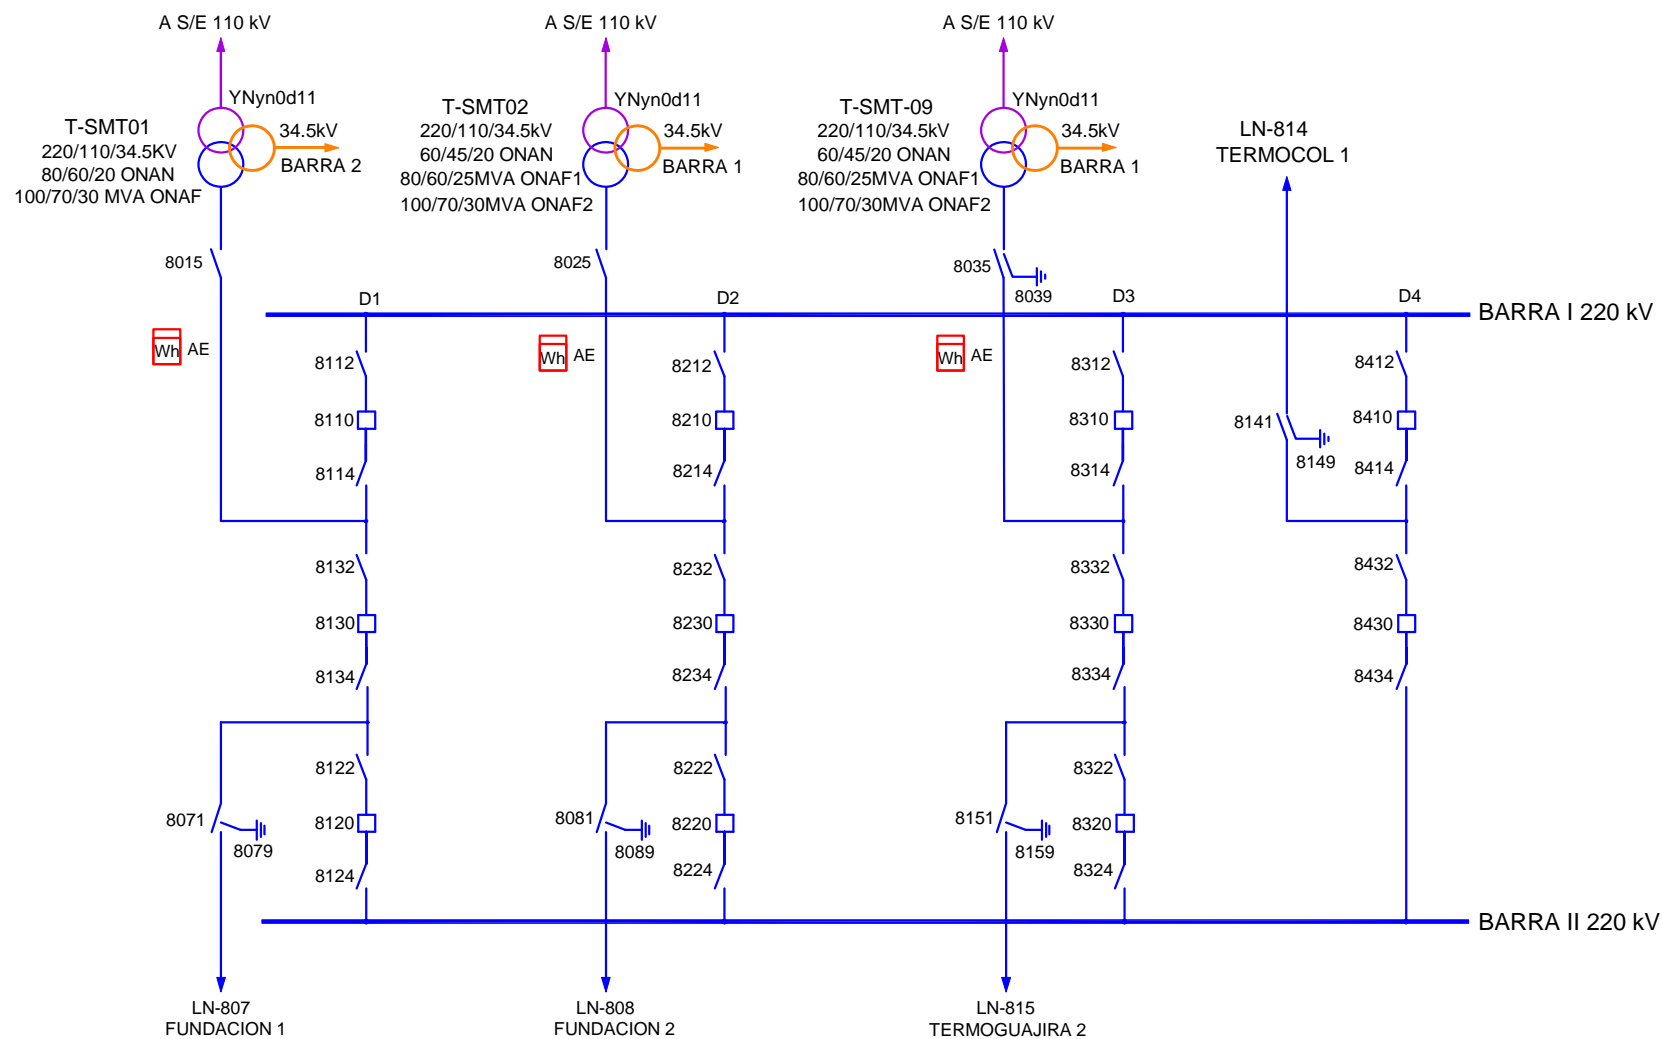 A S/E 110 kV
A S/E 110 kV
A S/E 110 kV
YNyn0d11
T-SMT01
220/110/34.5KV
80/60/20 ONAN
100/70/30 MVA ONAF
34.5kV
BARRA 2
YNyn0d11
T-SMT02
220/110/34.5kV
60/45/20 ONAN
80/60/25MVA ONAF1
100/70/30MVA ONAF2
34.5kV
BARRA 1
YNyn0d11
T-SMT-09
220/110/34.5kV
60/45/20 ONAN
80/60/25MVA ONAF1
100/70/30MVA ONAF2
34.5kV
BARRA 1
LN-814
TERMOCOL 1
8015
8025
8035
8039
D1
D2
D3
D4
BARRA I 220 kV
Wh AE
Wh AE
Wh AE
8112
8212
8312
8412
8110
8210
8310
8141
8410
8149
8114
8214
8314
8414
8132
8232
8332
8432
8130
8230
8330
8430
8134
8234
8334
8434
8122
8222
8322
8071
8120
8081
8220
8151
8320
8079
8089
8159
8124
8224
8324
BARRA II 220 kV
LN-807
FUNDACION 1
LN-808
FUNDACION 2
LN-815
TERMOGUAJIRA 2